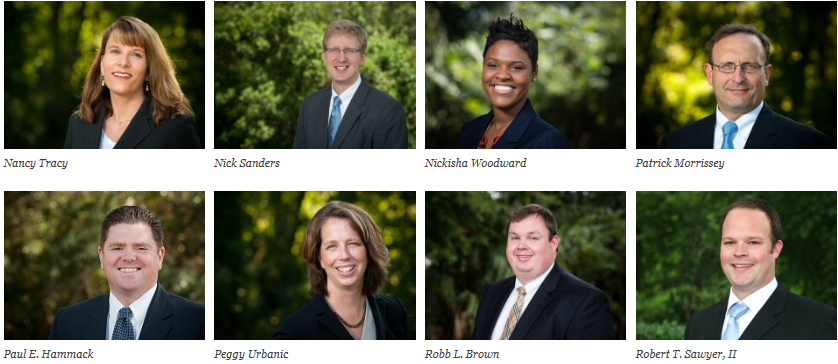 Nancy Tracy
Nick Sanders
Nickisha Woodward
Patrick Morrissey
Paul E. Hammack
Peggy Urbanic
Robb L. Brown
Robert T. Sawyer, II